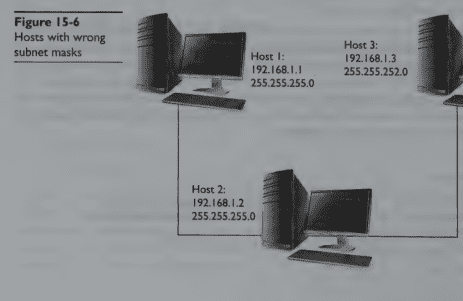 Figure 15-6
Hosts with wrong
subnet masks
Host 1:
192.168.1.1
255.255.255.0
Host 3:
192.168.1.3
255.255.252.0
Host 2:
192.168.1.2
255.255.255.0